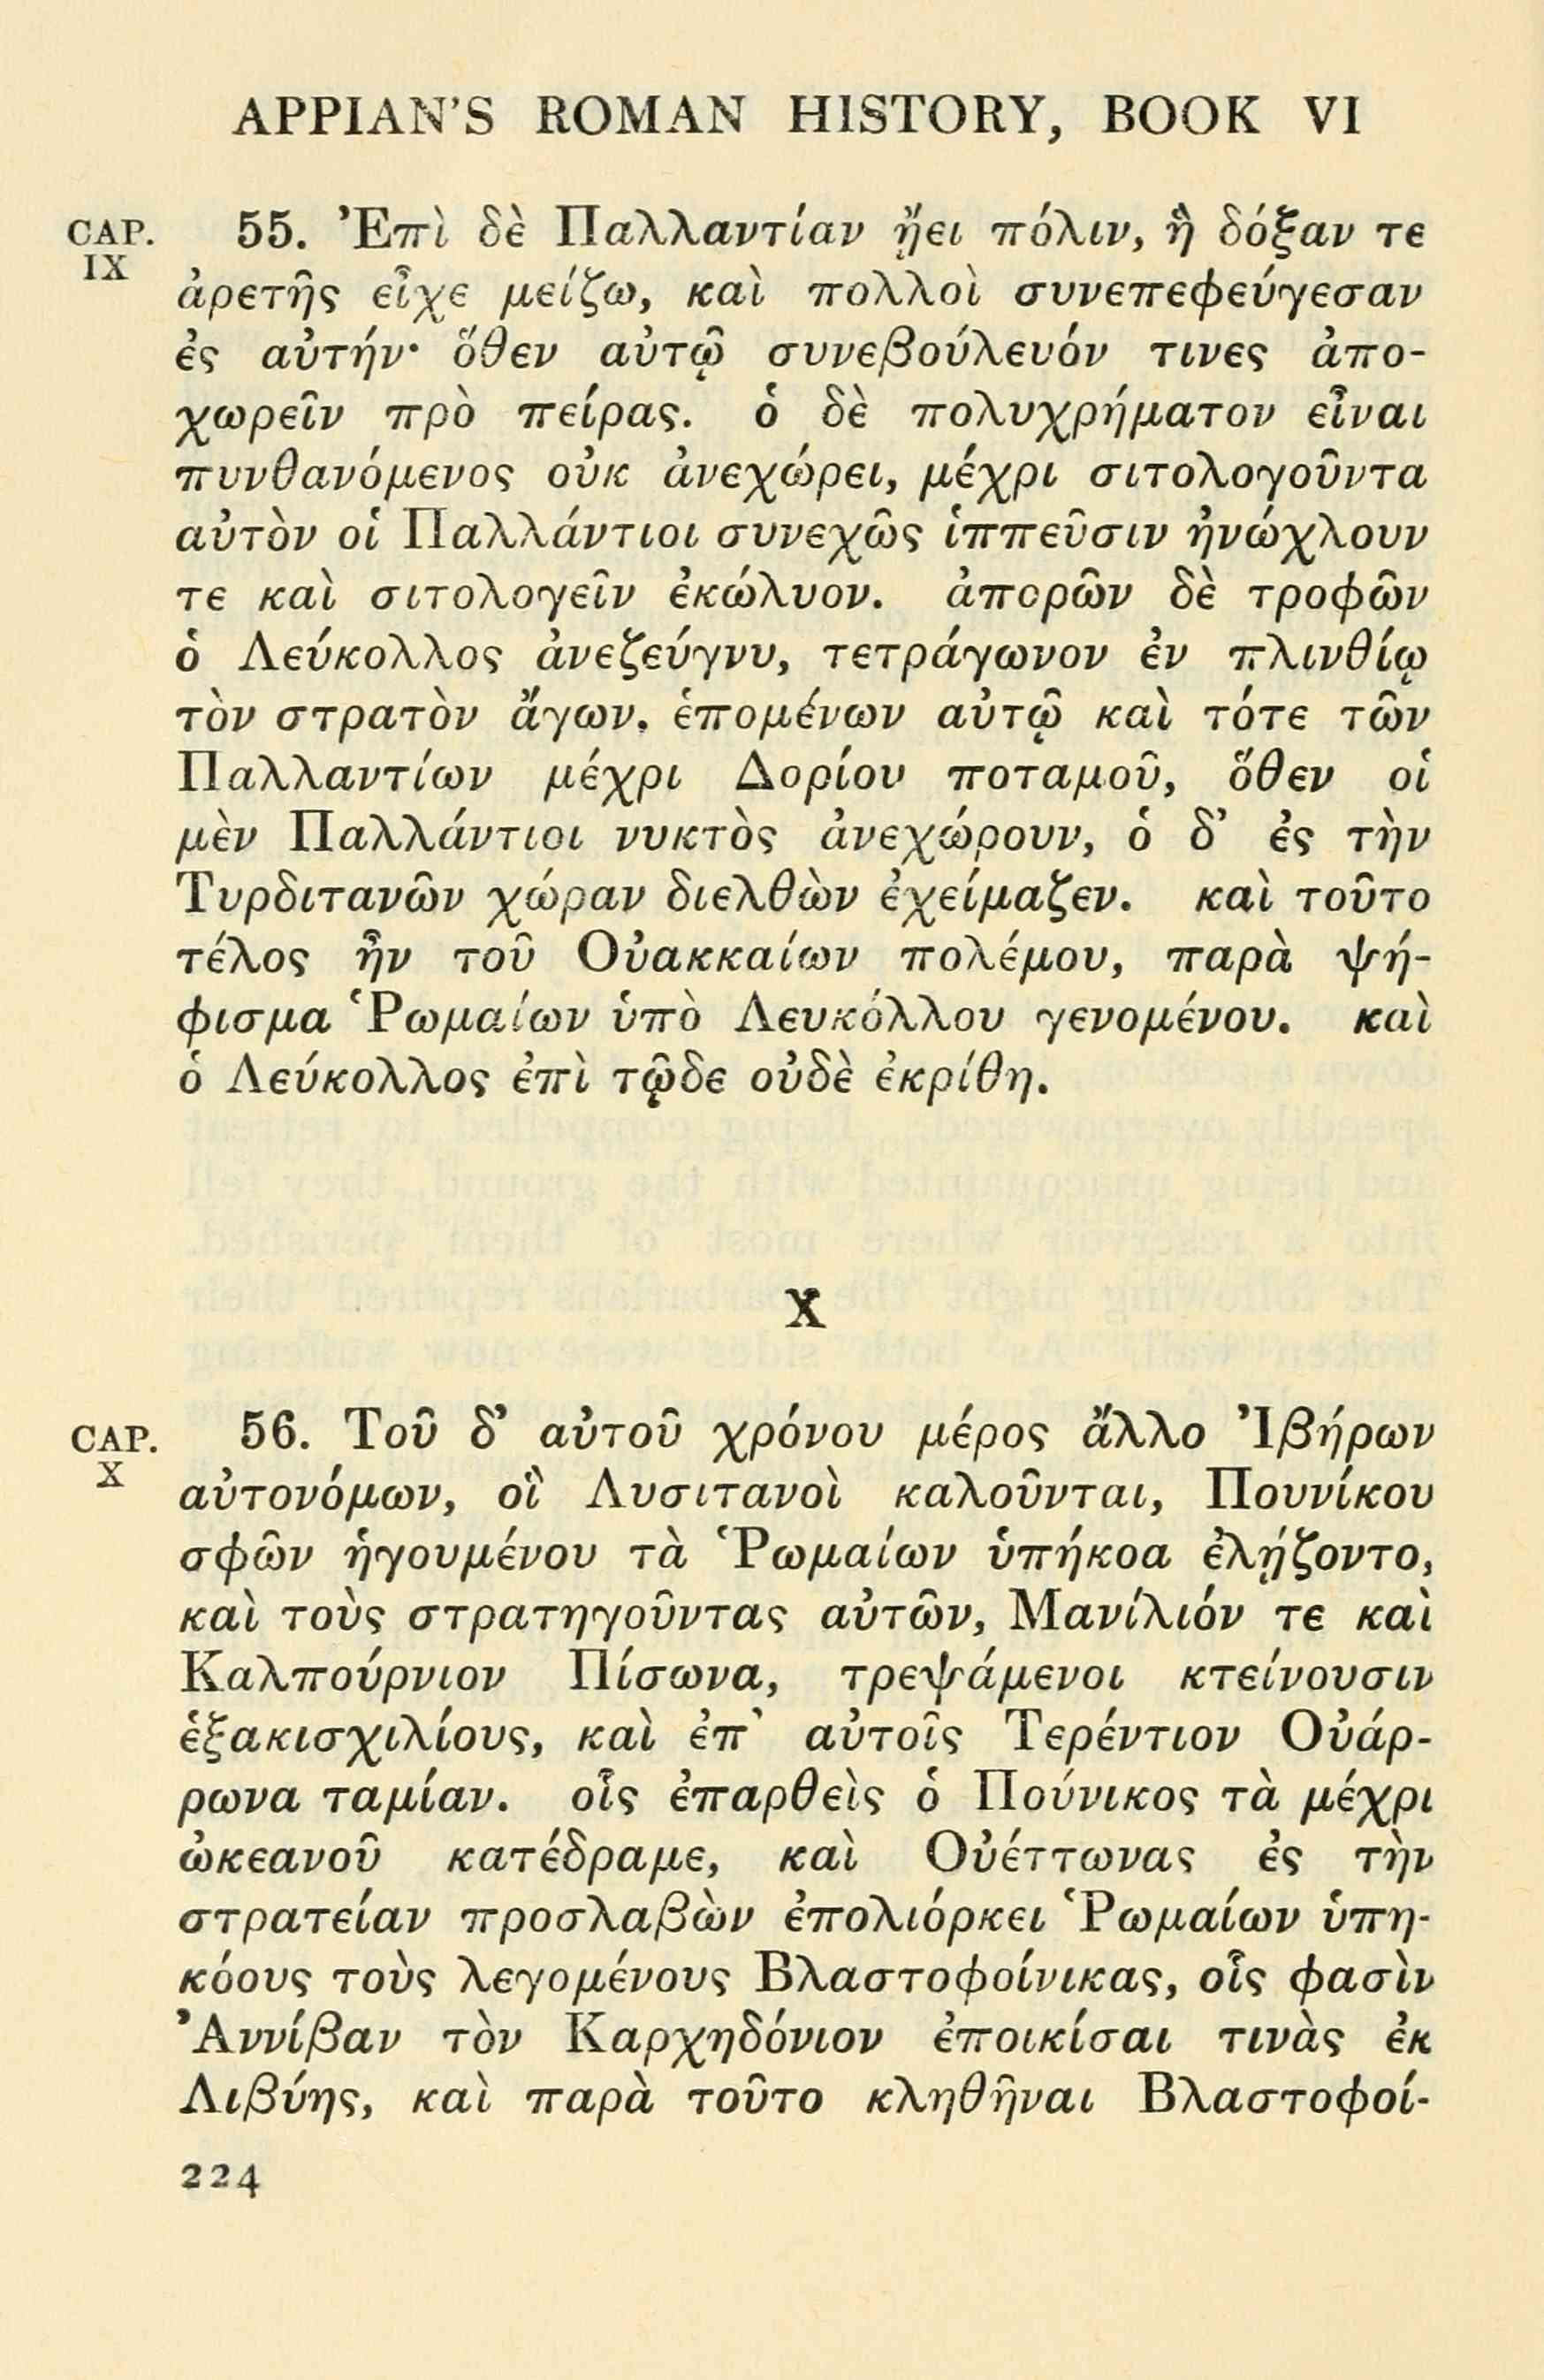 APPIAN'S ROMAN HISTORY, BOOK VI
CAP. IX
55. Ἐπὶ δὲ Παλλαντίαν ᾔει πόλιν, ἣ δόξαν τε
ἀρετῆς εἶχε μείζω, καὶ πολλοὶ συνεπεφεύγεσαν
ἐς αὐτήν· ὅθεν αὐτῷ συνεβούλευόν τινες ἀπο-
χωρεῖν πρὸ πείρας. ὁ δὲ πολυχρήματον εἶναι
πυνθανόμενος οὐκ ἀνεχώρει, μέχρι σιτολογοῦντα
αὐτὸν οἱ Παλλάντιοι συνεχῶς ἱππεῦσιν ἠνώχλουν
τε καὶ σιτολογεῖν ἐκώλυον. ἀπορῶν δὲ τροφῶν
ὁ Λεύκολλος ἀνεζεύγνυ, τετράγωνον ἐν πλινθίῳ
τὸν στρατὸν ἄγων, ἑπομένων αὐτῷ καὶ τότε τῶν
Παλλαντίων μέχρι Δορίου ποταμοῦ, ὅθεν οἱ
μὲν Παλλάντιοι νυκτὸς ἀνεχώρουν, ὁ δ' ἐς τὴν
Τυρδιτανῶν χώραν διελθὼν ἐχείμαζεν. καὶ τοῦτο
τέλος ἦν τοῦ Οὐακκαίων πολέμου, παρὰ ψή-
φισμα Ῥωμαίων ὑπὸ Λευκόλλου γενομένου. καὶ
ὁ Λεύκολλος ἐπὶ τῷδε οὐδὲ ἐκρίθη.
X
CAP. X
56. Τοῦ δ' αὐτοῦ χρόνου μέρος ἄλλο Ἰβήρων
αὐτονόμων, οἳ Λυσιτανοὶ καλοῦνται, Πουνίκου
σφῶν ἡγουμένου τὰ Ῥωμαίων ὑπήκοα ἐλῄζοντο,
καὶ τοὺς στρατηγοῦντας αὐτῶν, Μανίλιόν τε καὶ
Καλπούρνιον Πίσωνα, τρεψάμενοι κτείνουσιν
ἑξακισχιλίους, καὶ ἐπ' αὐτοῖς Τερέντιον Οὐάρ-
ρωνα ταμίαν. οἷς ἐπαρθεὶς ὁ Πούνικος τὰ μέχρι
ὠκεανοῦ κατέδραμε, καὶ Οὐέττωνας ἐς τὴν
στρατείαν προσλαβὼν ἐπολιόρκει Ῥωμαίων ὑπη-
κόους τοὺς λεγομένους Βλαστοφοίνικας, οἷς φασὶν
Ἀννίβαν τὸν Καρχηδόνιον ἐποικίσαι τινὰς ἐκ
Λιβύης, καὶ παρὰ τοῦτο κληθῆναι Βλαστοφοί-
224